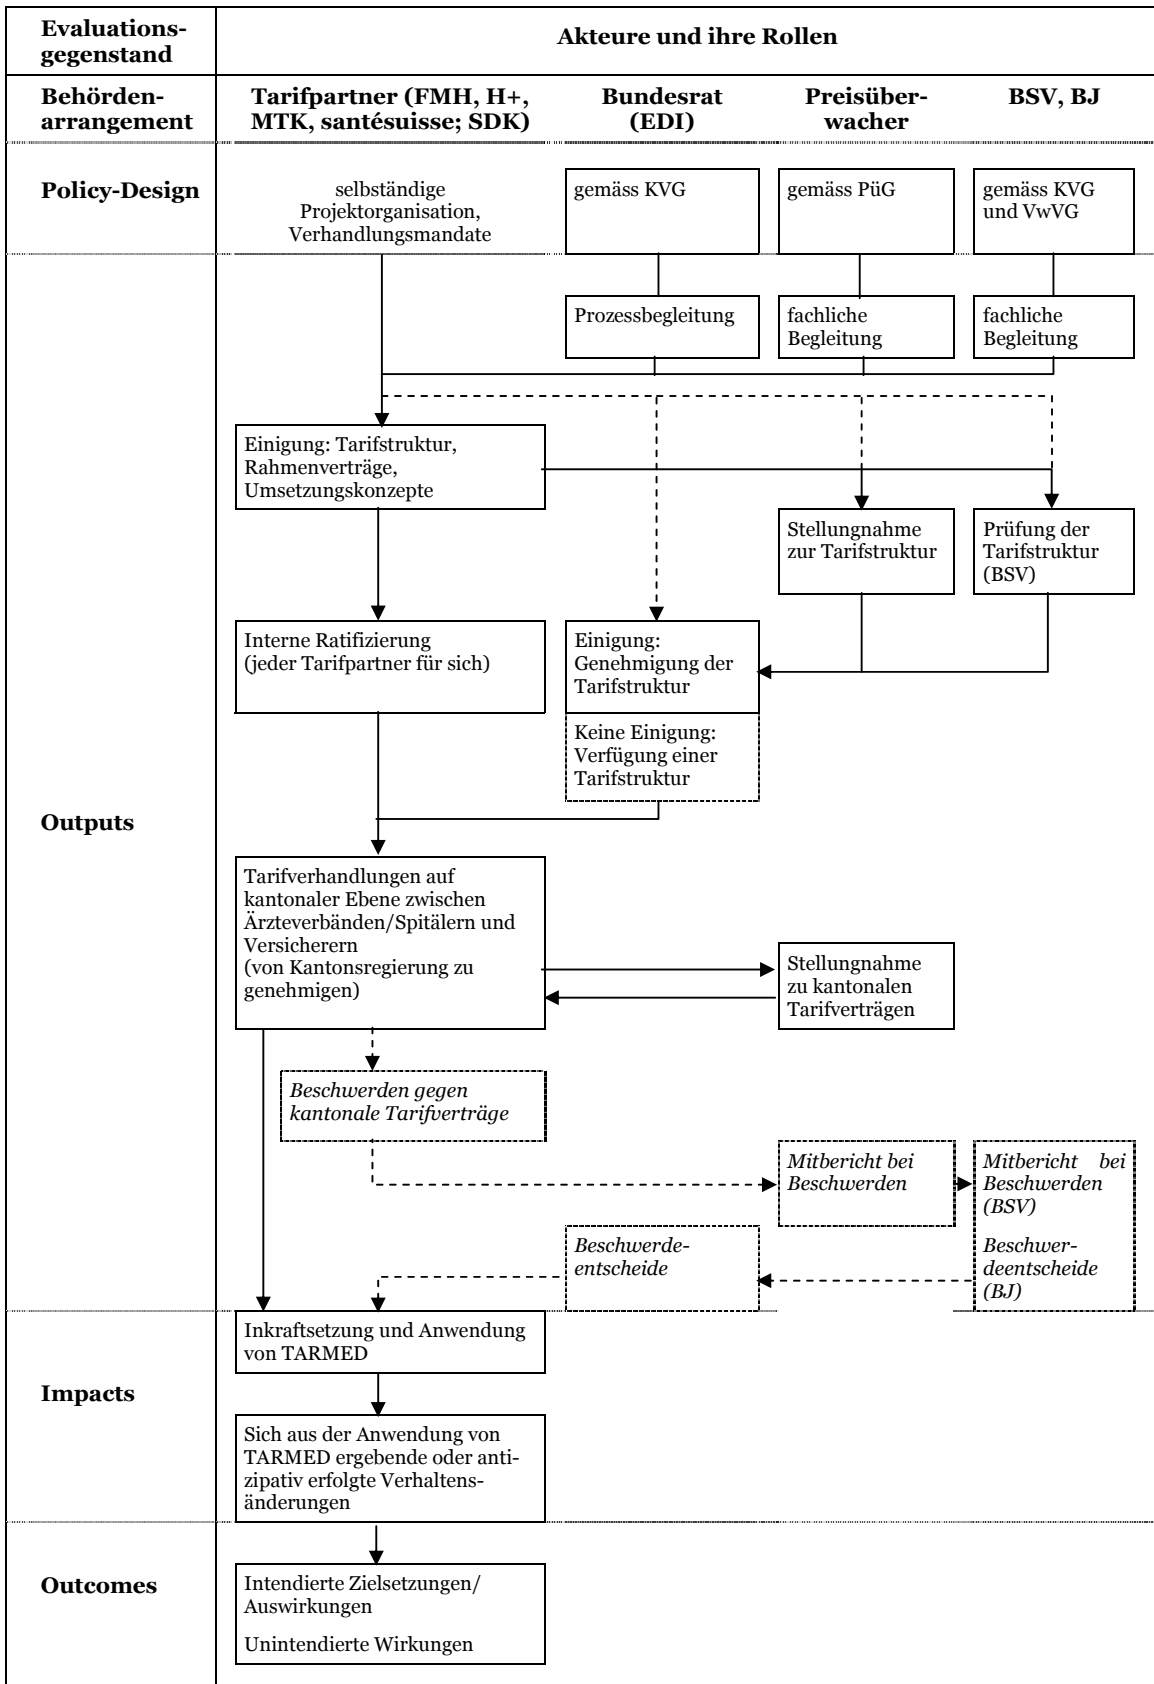 Evaluations-
gegenstand
Akteure und ihre Rollen
Behörden-
arrangement
Tarifpartner (FMH, H+,
MTK, santésuisse; SDK)
Bundesrat
(EDI)
Preisüber-
wacher
BSV, BJ
Policy-Design
selbständige
Projektorganisation,
Verhandlungsmandate
gemäss KVG
gemäss PüG
gemäss KVG
und VwVG
Prozessbegleitung
fachliche
Begleitung
fachliche
Begleitung
Einigung: Tarifstruktur,
Rahmenverträge,
Umsetzungskonzepte
Stellungnahme
zur Tarifstruktur
Prüfung der
Tarifstruktur
(BSV)
Interne Ratifizierung
(jeder Tarifpartner für sich)
Einigung:
Genehmigung der
Tarifstruktur
Keine Einigung:
Verfügung einer
Tarifstruktur
Outputs
Tarifverhandlungen auf
kantonaler Ebene zwischen
Ärzteverbänden/Spitälern und
Versicherern
(von Kantonsregierung zu
genehmigen)
Stellungnahme
zu kantonalen
Tarifverträgen
Beschwerden gegen
kantonale Tarifverträge
Mitbericht bei
Beschwerden
Mitbericht bei
Beschwerden
(BSV)
Beschwerde-
entscheide
Beschwer-
deentscheide
(BJ)
Inkraftsetzung und Anwendung
von TARMED
Impacts
Sich aus der Anwendung von
TARMED ergebende oder anti-
zipativ erfolgte Verhaltens-
änderungen
Outcomes
Intendierte Zielsetzungen/
Auswirkungen
Unintendierte Wirkungen